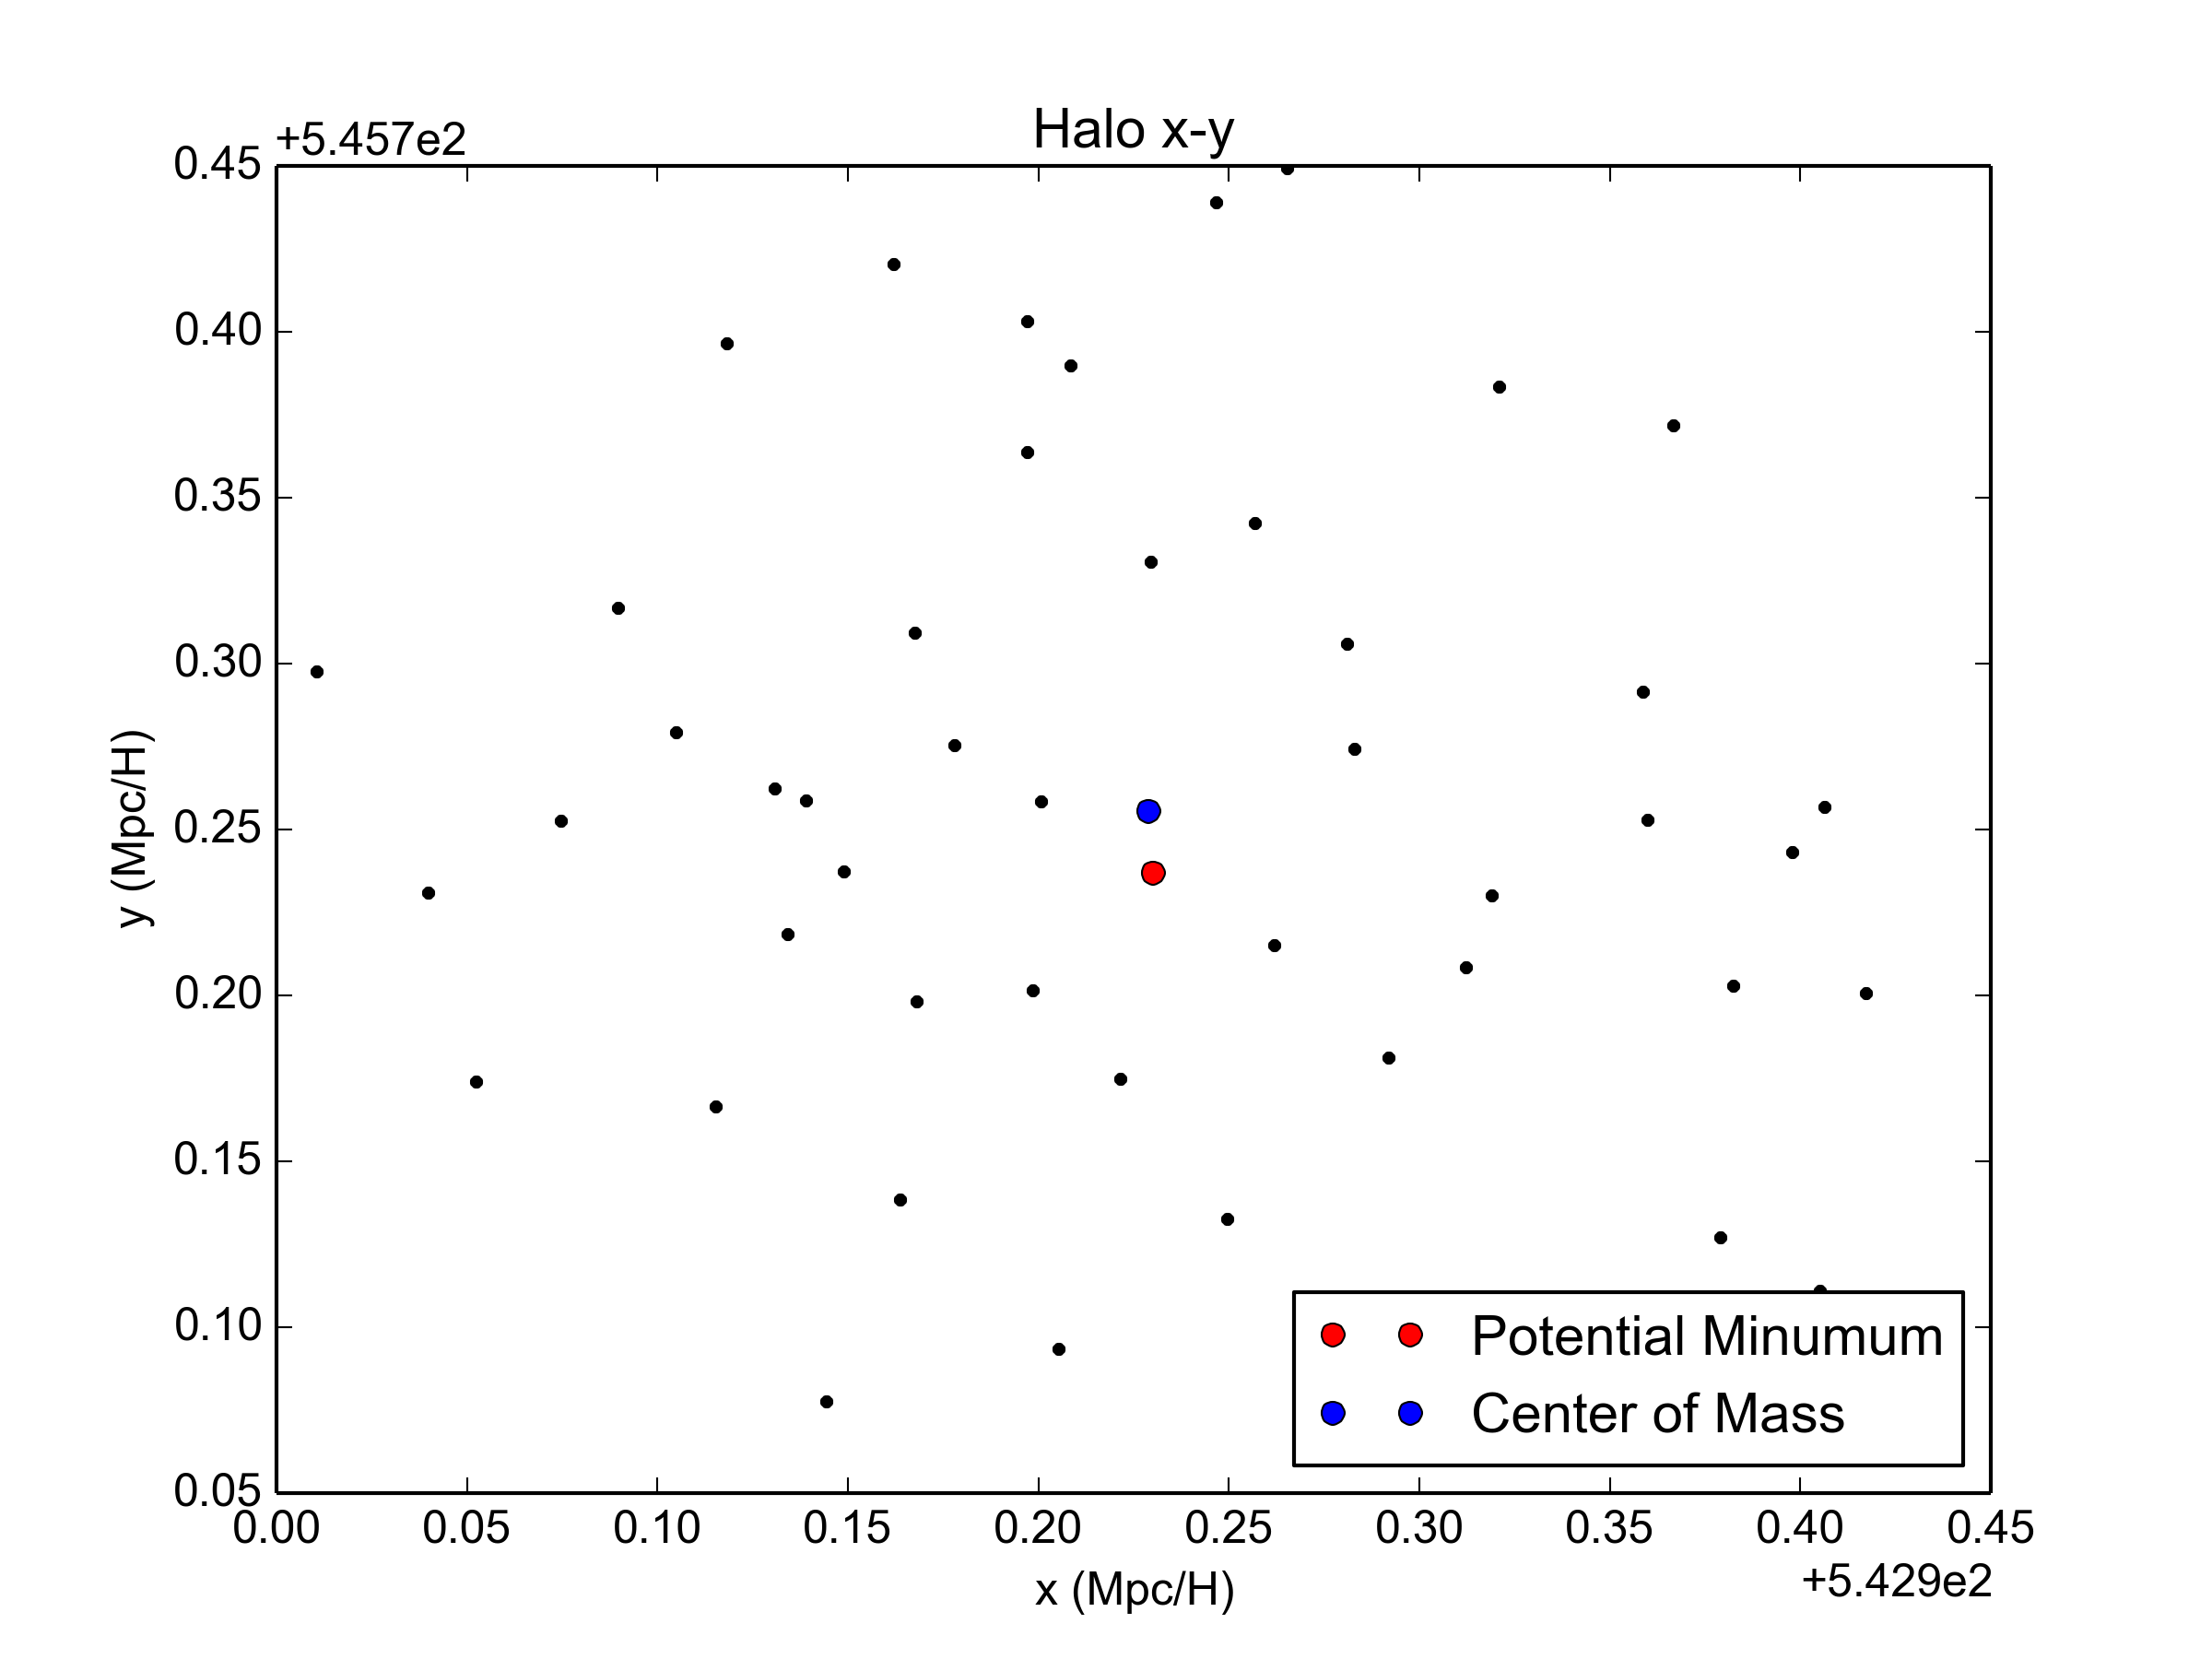 Halo x-y
+5.457e2
0.45
0.40
0.35
0.30
0.25
0.20
0.15
0.10
0.05
y (Mpc/H)
Potential Minumum
Center of Mass
0.00 0.05 0.10 0.15 0.20 0.25 0.30 0.35 0.40 0.45
+5.429e2
x (Mpc/H)